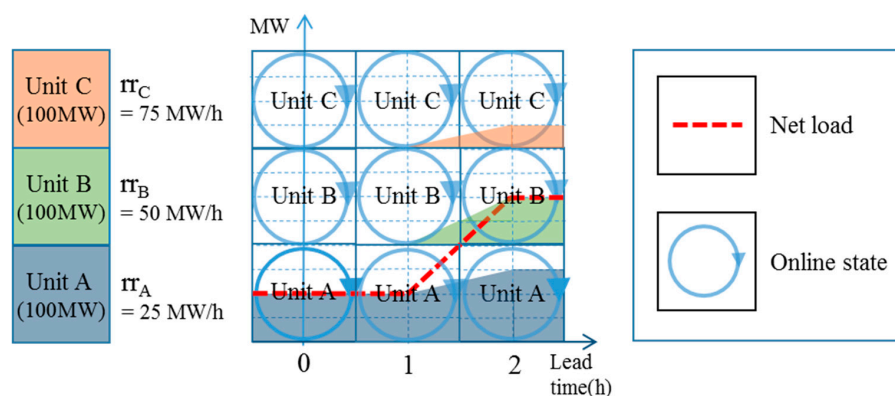 MW
Unit C
(100MW)
rr_C
= 75 MW/h
Unit C
Unit C
Unit C
Unit B
(100MW)
rr_B
= 50 MW/h
Unit B
Unit B
Unit B
Unit A
(100MW)
rr_A
= 25 MW/h
Unit A
Unit A
Unit A
0
1
2
Lead
time(h)
Net load
Online state